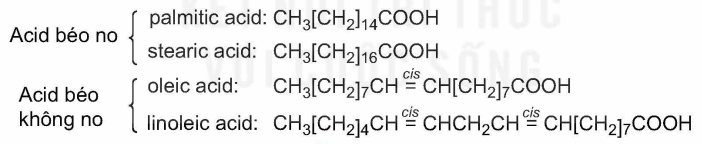 Acid béo no
palmitic acid: CH₃[CH₂]₁₄COOH
stearic acid: CH₃[CH₂]₁₆COOH
Acid béo không no
oleic acid: CH₃[CH₂]₇CH cis= CH[CH₂]₇COOH
linoleic acid: CH₃[CH₂]₄CH cis= CHCH₂CH cis= CH[CH₂]₇COOH